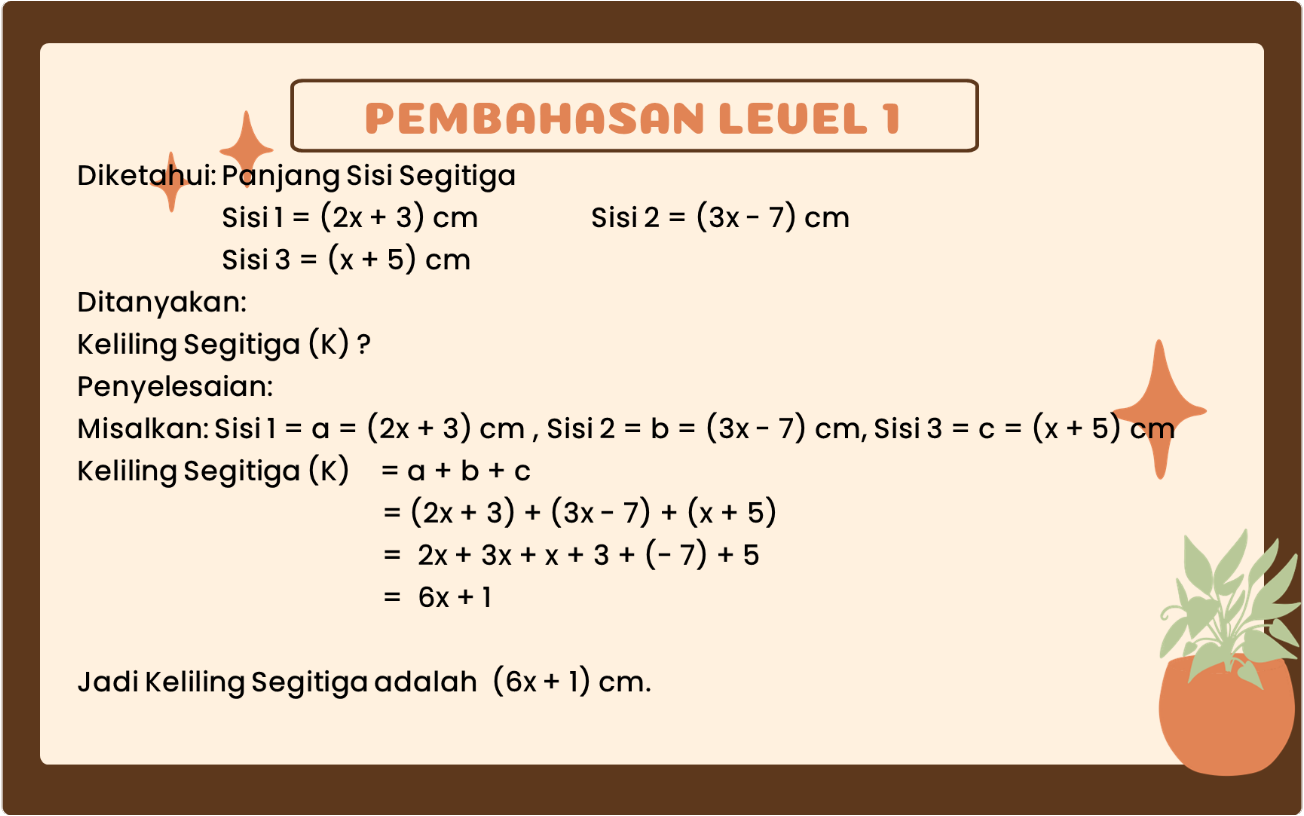 PEMBAHASAN LEVEL 1
Diketahui: Panjang Sisi Segitiga
Sisi 1 = (2x + 3) cm Sisi 2 = (3x - 7) cm
Sisi 3 = (x + 5) cm
Ditanyakan:
Keliling Segitiga (K) ?
Penyelesaian:
Misalkan: Sisi 1 = a = (2x + 3) cm , Sisi 2 = b = (3x - 7) cm, Sisi 3 = c = (x + 5) cm
Keliling Segitiga (K) = a + b + c
= (2x + 3) + (3x - 7) + (x + 5)
= 2x + 3x + x + 3 + (- 7) + 5
= 6x + 1
Jadi Keliling Segitiga adalah (6x + 1) cm.